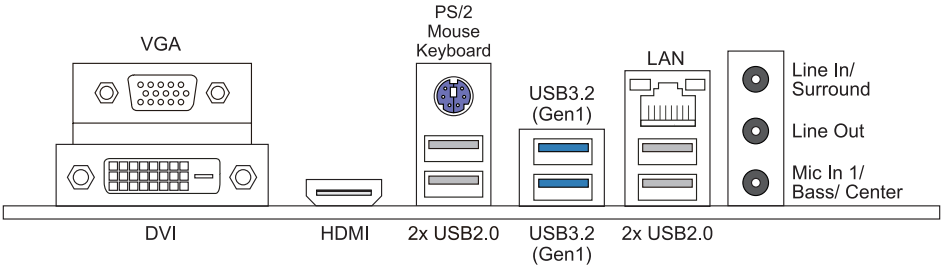 VGA
PS/2
Mouse
Keyboard
USB3.2
(Gen1)
LAN
Line In/
Surround
Line Out
Mic In 1/
Bass/ Center
DVI
HDMI
2x USB2.0
USB3.2
(Gen1)
2x USB2.0